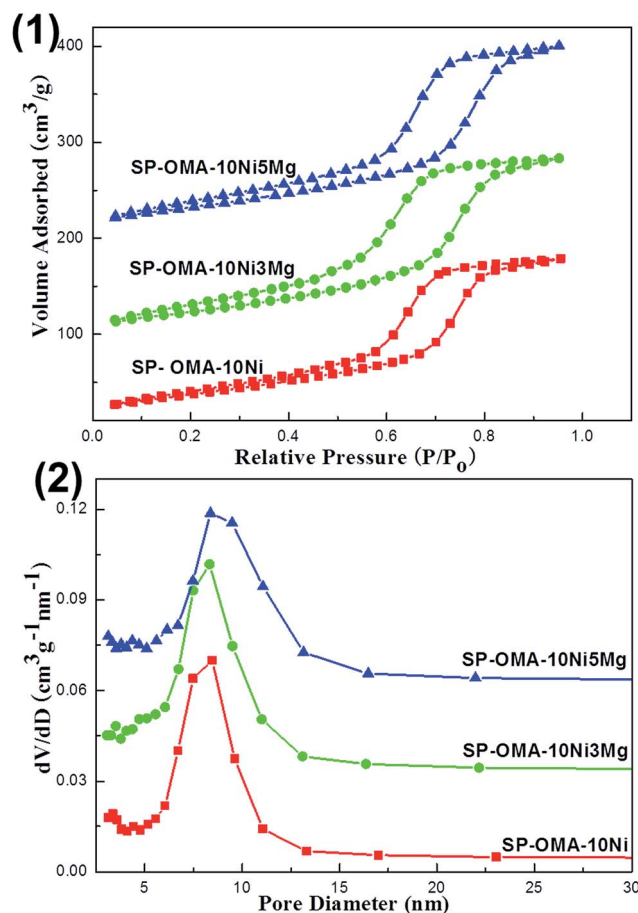 (1)
400
300
200
100
Volume Adsorbed (cm³/g)
SP-OMA-10Ni5Mg
SP-OMA-10Ni3Mg
SP- OMA-10Ni
0.0 0.2 0.4 0.6 0.8 1.0
Relative Pressure (P/P₀)
(2)
0.12
0.09
0.06
0.03
0.00
dV/dD (cm³g⁻¹nm⁻¹)
SP-OMA-10Ni5Mg
SP-OMA-10Ni3Mg
SP-OMA-10Ni
5 10 15 20 25 30
Pore Diameter (nm)